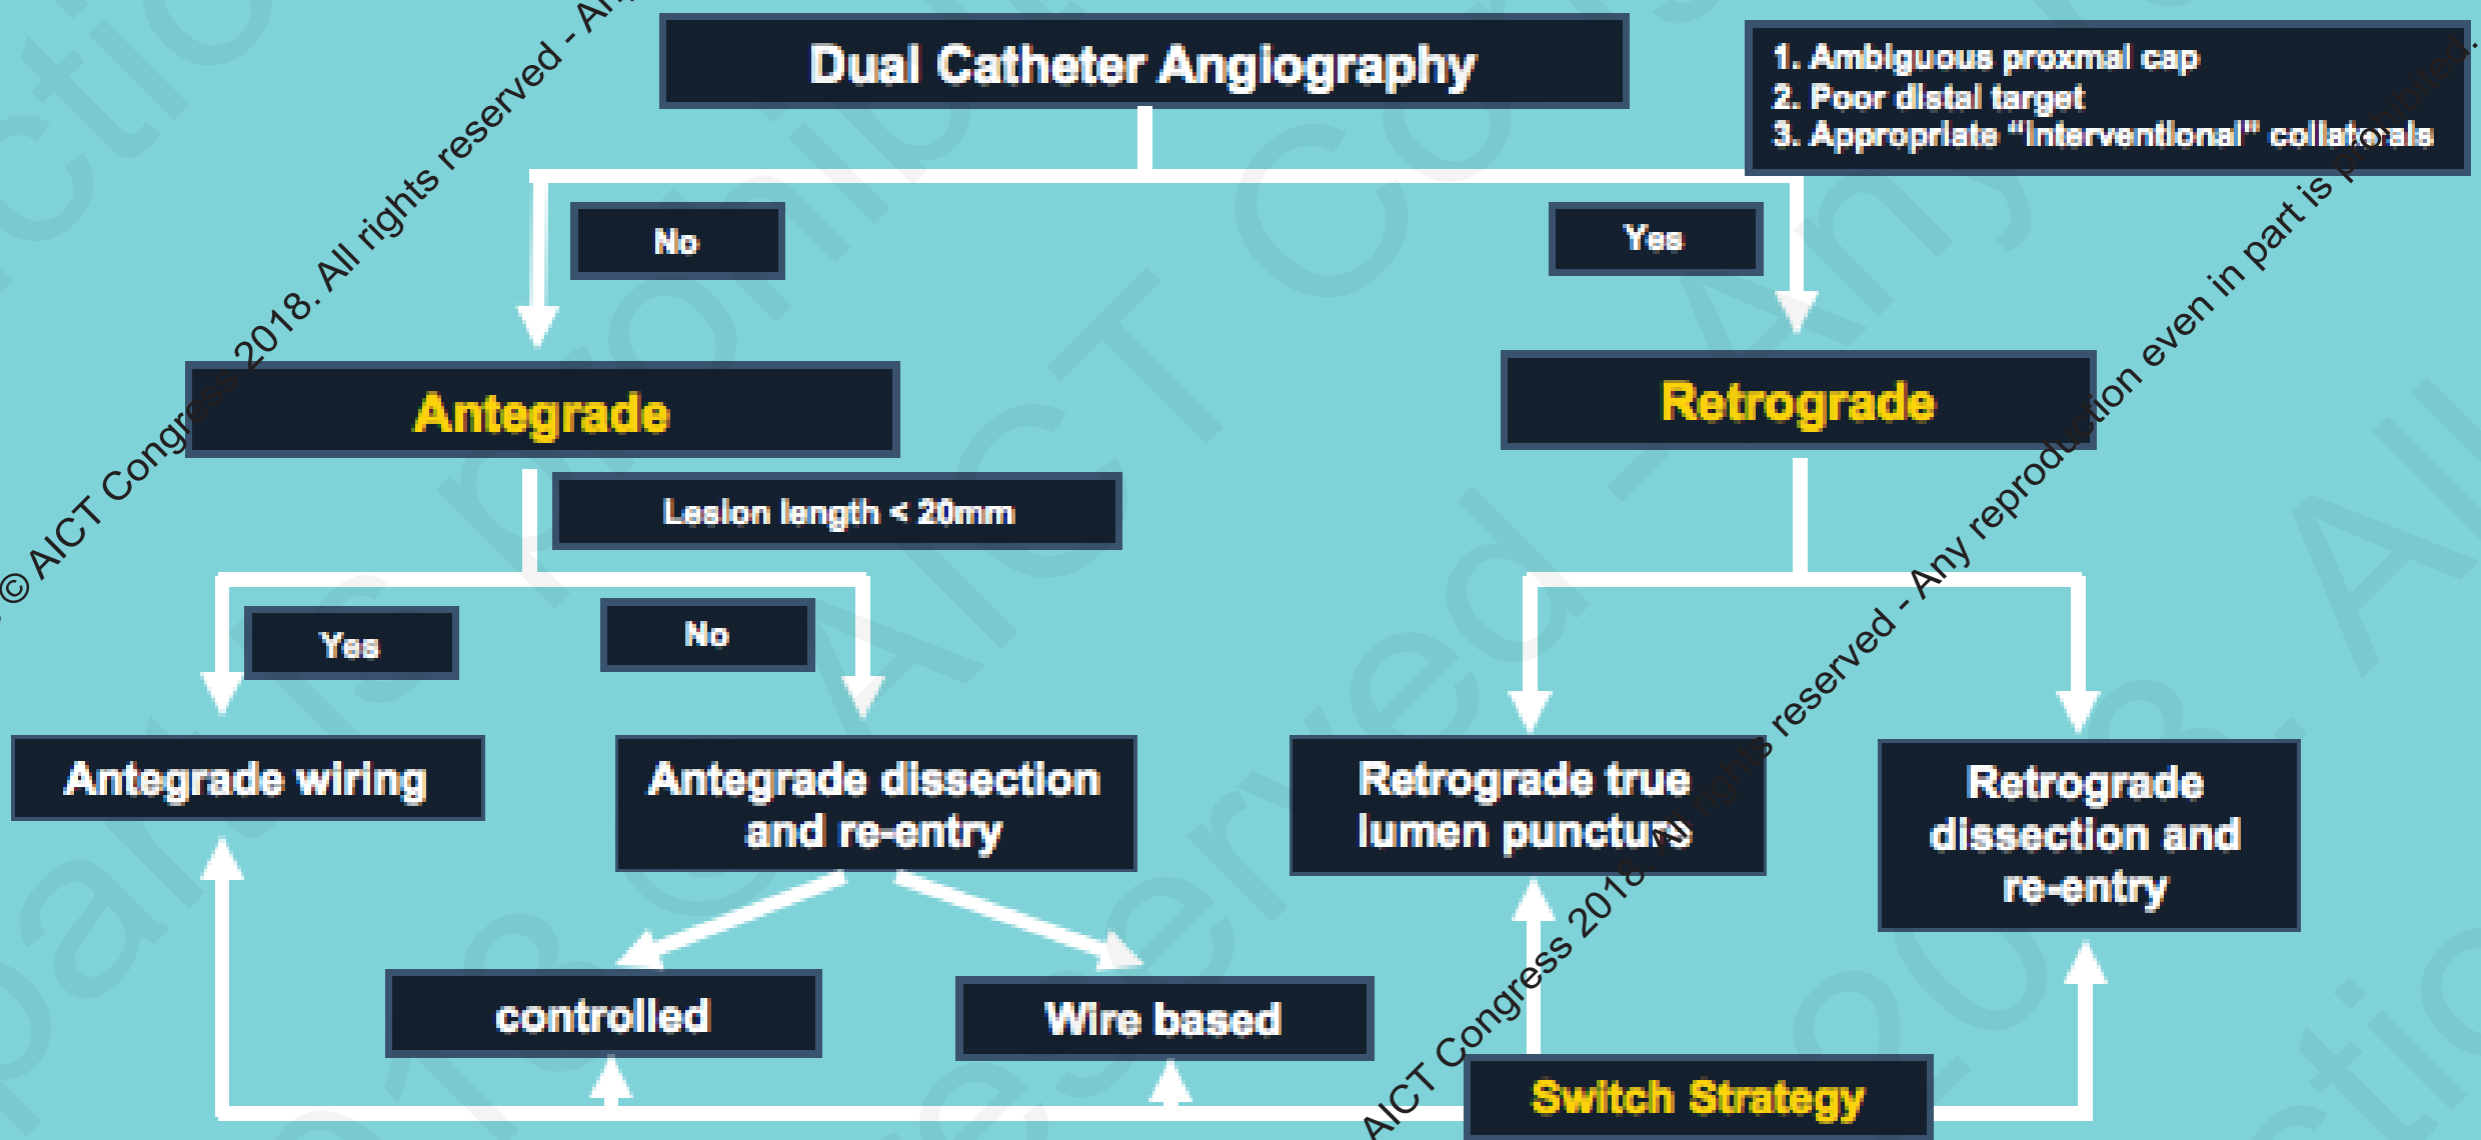 Dual Catheter Angiography
1. Ambiguous proxmal cap
2. Poor distal target
3. Appropriate "interventional" collaterals
No
Yes
Antegrade
Retrograde
Lesion length < 20mm
Yes
No
Antegrade wiring
Antegrade dissection
and re-entry
Retrograde true
lumen puncture
Retrograde
dissection and
re-entry
controlled
Wire based
Switch Strategy
© AICT Congress 2018. All rights reserved - Any
AICT Congress 2018. All rights reserved - Any reproduction even in part is prohibited.